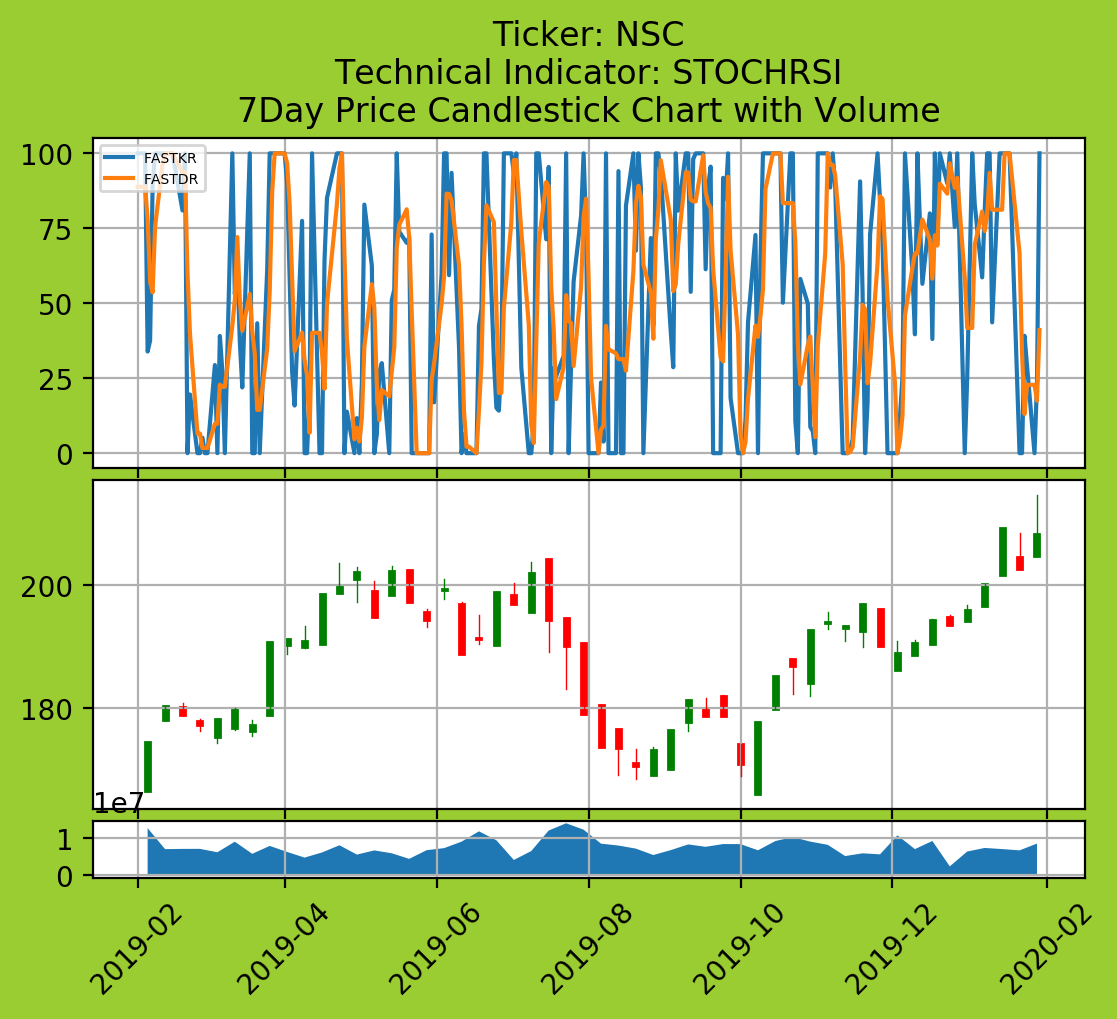 Ticker: NSC
Technical Indicator: STOCHRSI
7Day Price Candlestick Chart with Volume
FASTKR
FASTDR
100
75
50
25
0
200
180
1e7
1
0
2019-02
2019-04
2019-06
2019-08
2019-10
2019-12
2020-02